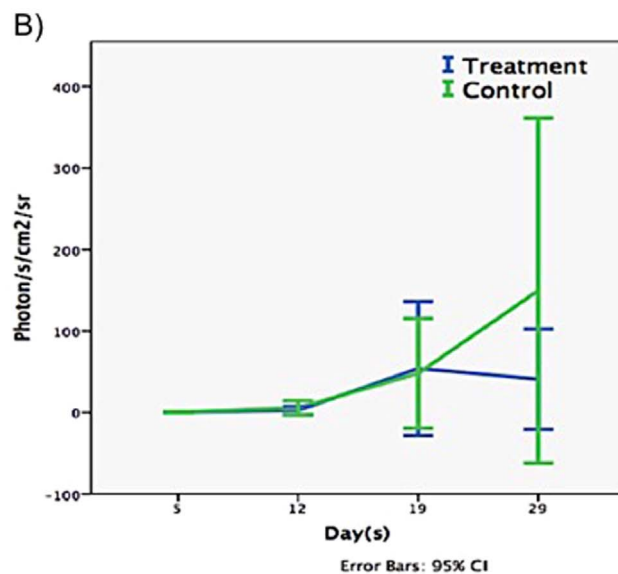 B)
Treatment
Control
400
300
200
100
0
-100
Photon/s/cm2/sr
5
12
19
29
Day(s)
Error Bars: 95% CI